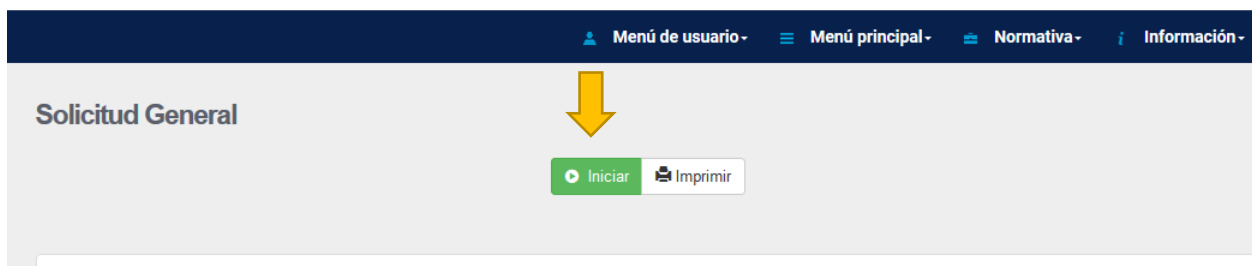 Menú de usuario Menú principal Normativa Información
Solicitud General
Iniciar Imprimir